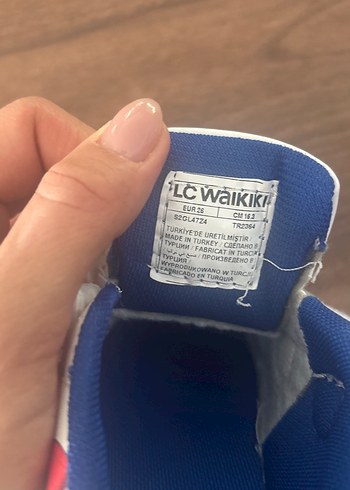 LC WAIKIKI
EUR 26 CM 16.3
S2GL47Z4 TR2364
TÜRKİYE'DE ÜRETİLMİŞTİR
MADE IN TURKEY / СДЕЛАНО В
ТУРЦИИ / FABRICAT IN TURCIA
ПРОИЗВЕДЕНО В
ТУРЦИЯ /
WYPRODUKOWANO W TURCJI
FABRICADO EN TURQUIA